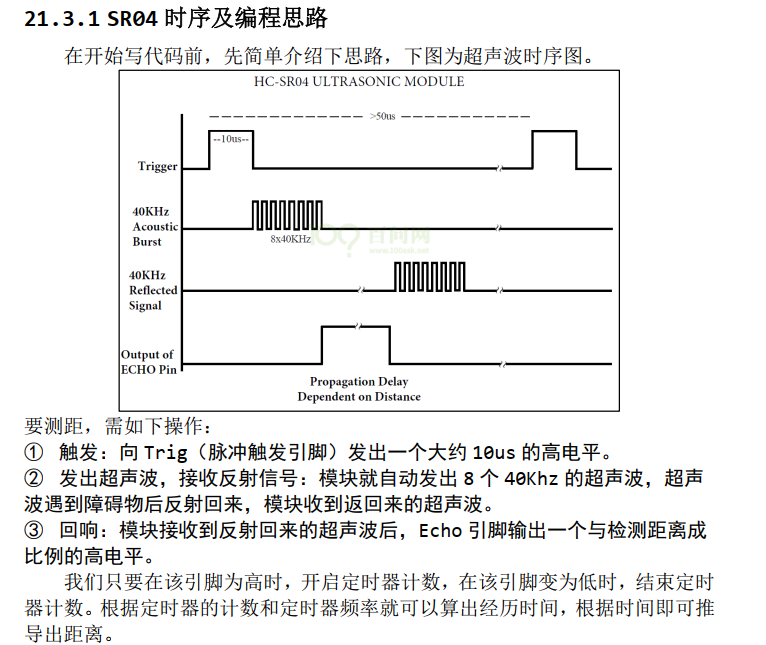 21.3.1 SR04 时序及编程思路
在开始写代码前，先简单介绍下思路，下图为超声波时序图。
HC-SR04 ULTRASONIC MODULE
>50us
--10us--
Trigger
40KHz
Acoustic
Burst
8x40KHz
百问网
www.100ask.net
40KHz
Reflected
Signal
Output of
ECHO Pin
Propagation Delay
Dependent on Distance
要测距，需如下操作：
① 触发：向 Trig（脉冲触发引脚）发出一个大约 10us 的高电平。
② 发出超声波，接收反射信号：模块就自动发出 8 个 40Khz 的超声波，超声
波遇到障碍物后反射回来，模块收到返回来的超声波。
③ 回响：模块接收到反射回来的超声波后，Echo 引脚输出一个与检测距离成
比例的高电平。
我们只要在该引脚为高时，开启定时器计数，在该引脚变为低时，结束定时
器计数。根据定时器的计数和定时器频率就可以算出经历时间，根据时间即可推
导出距离。